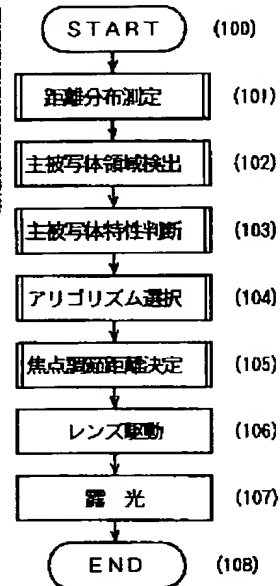 START (100)
距離分布測定 (101)
主被写体領域検出 (102)
主被写体特性判断 (103)
アリゴリズム選択 (104)
焦点調節距離決定 (105)
レンズ駆動 (106)
露光 (107)
END (108)